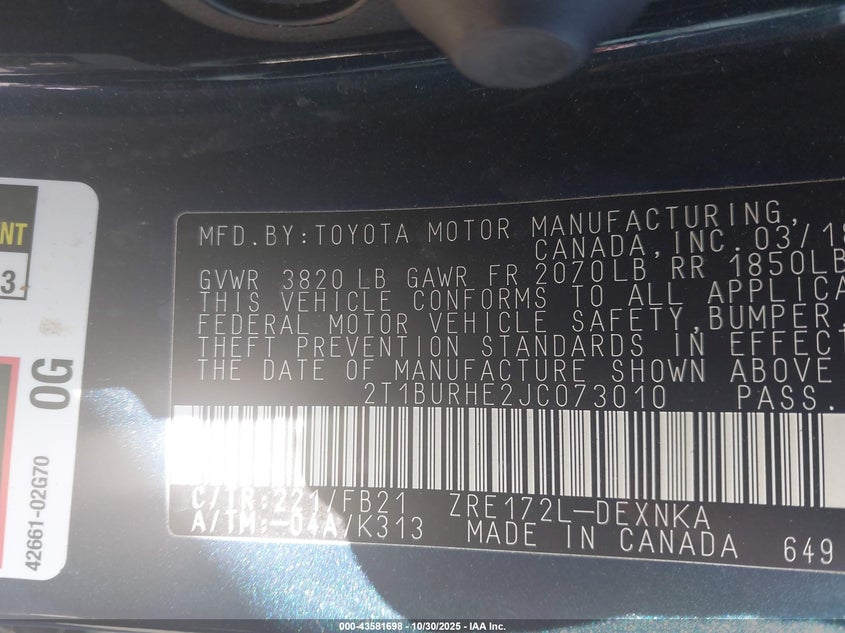 NT
3
0G
42661-02G70
MFD.BY:TOYOTA MOTOR MANUFACTURING,
CANADA,INC. 03/18
GVWR 3820 LB GAWR FR 2070LB RR 1850LB
THIS VEHICLE CONFORMS TO ALL APPLICA
FEDERAL MOTOR VEHICLE SAFETY,BUMPER,
THEFT PREVENTION STANDARDS IN EFFECT
THE DATE OF MANUFACTURE SHOWN ABOVE
2T1BURHE2JC073010 PASS.
C/TR:221/FB21 ZRE172L-DEXNKA
A/TM:-04A/K313 MADE IN CANADA 649
000-43581698 - 10/30/2025 - IAA Inc.